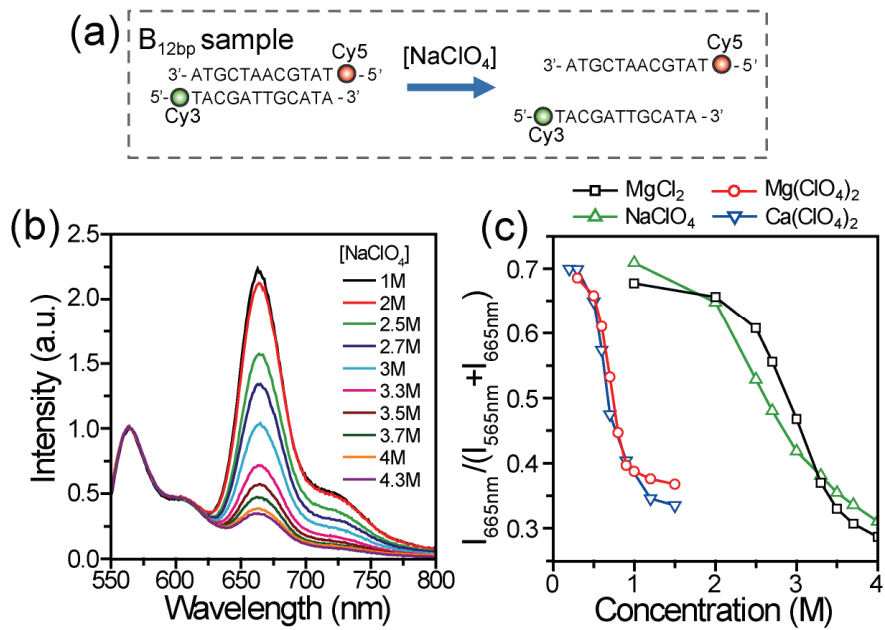 (a)
B12bp sample
Cy5
3'- ATGCTAACGTAT -5'
5'- TACGATTGCATA - 3'
Cy3
[NaClO4]
Cy5
3'- ATGCTAACGTAT -5'
5'- TACGATTGCATA - 3'
Cy3
(b)
Intensity (a.u.)
2.5
2.0
1.5
1.0
0.5
0.0
550
600
650
700
750
800
Wavelength (nm)
[NaClO4]
1M
2M
2.5M
2.7M
3M
3.3M
3.5M
3.7M
4M
4.3M
(c)
MgCl2
Mg(ClO4)2
NaClO4
Ca(ClO4)2
I665nm/(I565nm+I665nm)
0.7
0.6
0.5
0.4
0.3
0
1
2
3
4
Concentration (M)